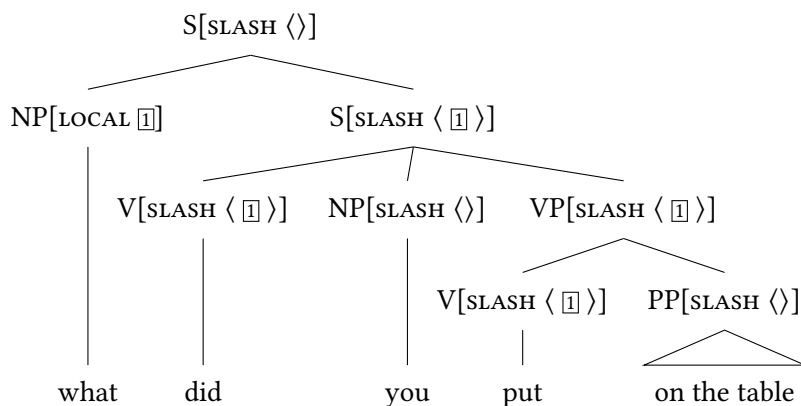 S[SLASH ⟨⟩]
NP[LOCAL 1] S[SLASH ⟨ 1 ⟩]
V[SLASH ⟨ 1 ⟩] NP[SLASH ⟨⟩] VP[SLASH ⟨ 1 ⟩]
V[SLASH ⟨ 1 ⟩] PP[SLASH ⟨⟩]
what did you put on the table